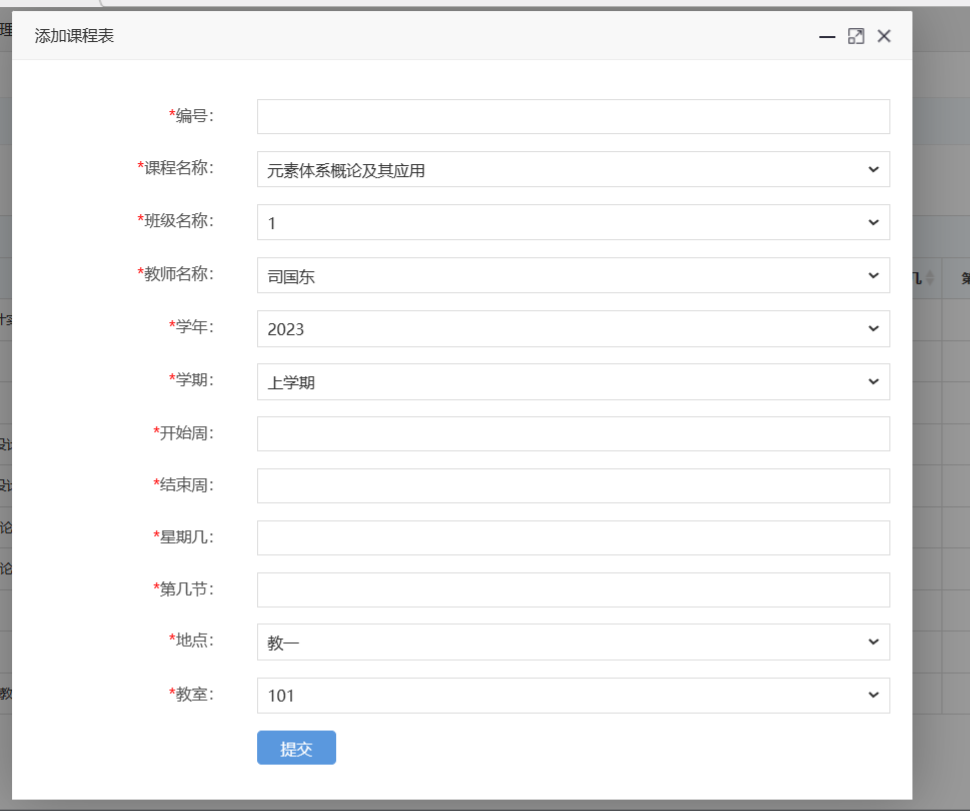 添加课程表
*编号：
*课程名称： 元素体系概论及其应用
*班级名称： 1
*教师名称： 司国东
*学年： 2023
*学期： 上学期
*开始周：
*结束周：
*星期几：
*第几节：
*地点： 教一
*教室： 101
提交